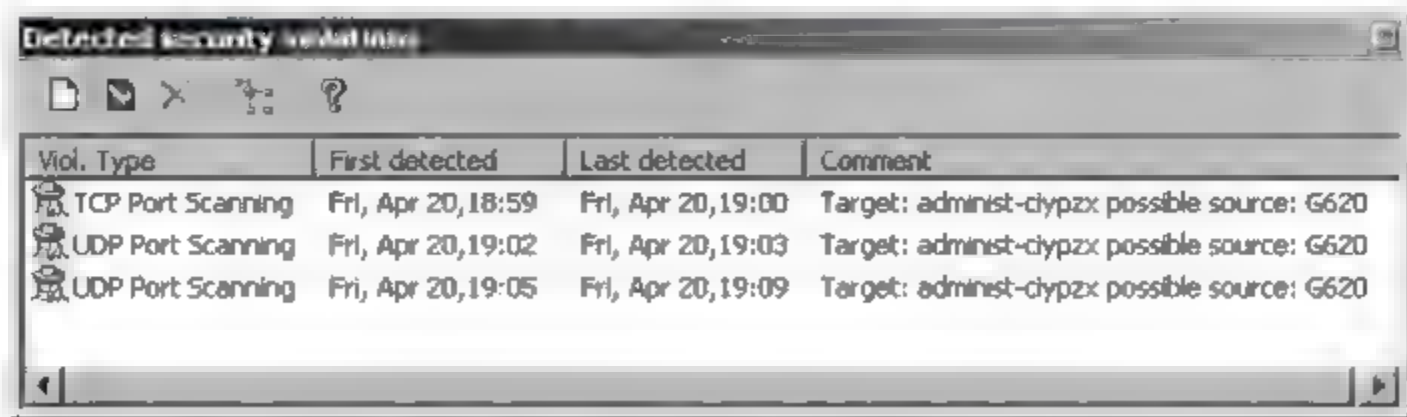 Detected security violations
Viol. Type First detected Last detected Comment
TCP Port Scanning Fri, Apr 20,18:59 Fri, Apr 20,19:00 Target: administ-ciypzx possible source: G620
UDP Port Scanning Fri, Apr 20,19:02 Fri, Apr 20,19:03 Target: administ-ciypzx possible source: G620
UDP Port Scanning Fri, Apr 20,19:05 Fri, Apr 20,19:09 Target: administ-ciypzx possible source: G620